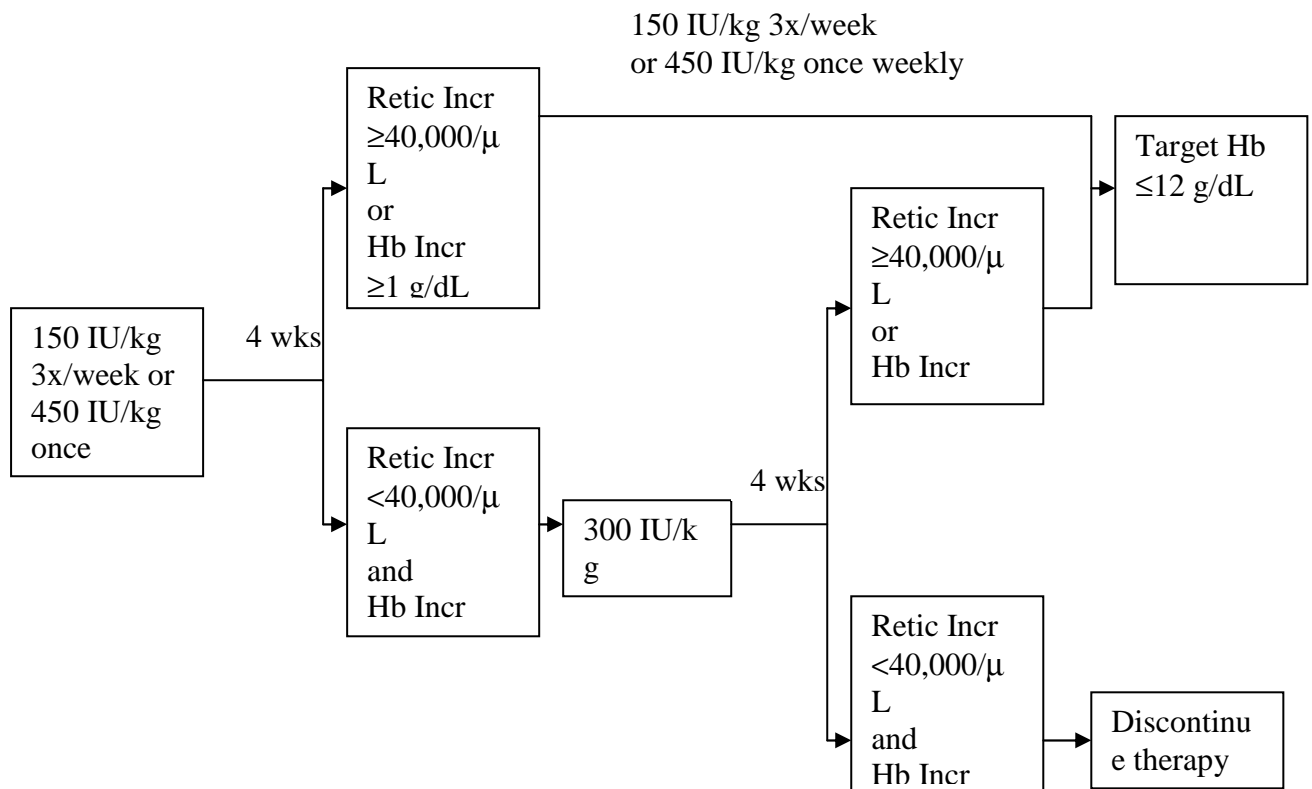 150 IU/kg 3x/week
or 450 IU/kg once weekly
Retic Incr
≥40,000/μ
L
or
Hb Incr
≥1 g/dL
Target Hb
≤12 g/dL
Retic Incr
≥40,000/μ
L
or
Hb Incr
150 IU/kg
3x/week or
450 IU/kg
once
4 wks
Retic Incr
<40,000/μ
L
and
Hb Incr
300 IU/k
g
4 wks
Retic Incr
<40,000/μ
L
and
Hb Incr
Discontinu
e therapy